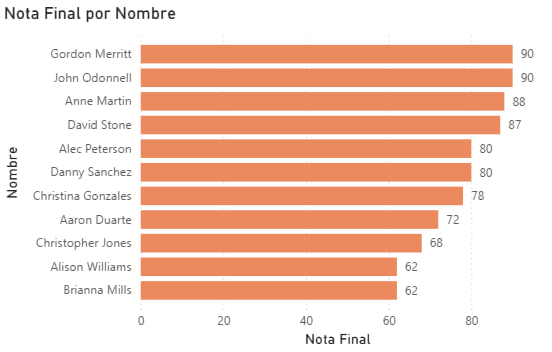 Nota Final por Nombre
Gordon Merritt 90
John Odonnell 90
Anne Martin 88
David Stone 87
Alec Peterson 80
Danny Sanchez 80
Christina Gonzales 78
Aaron Duarte 72
Christopher Jones 68
Alison Williams 62
Brianna Mills 62
Nombre
0 20 40 60 80
Nota Final